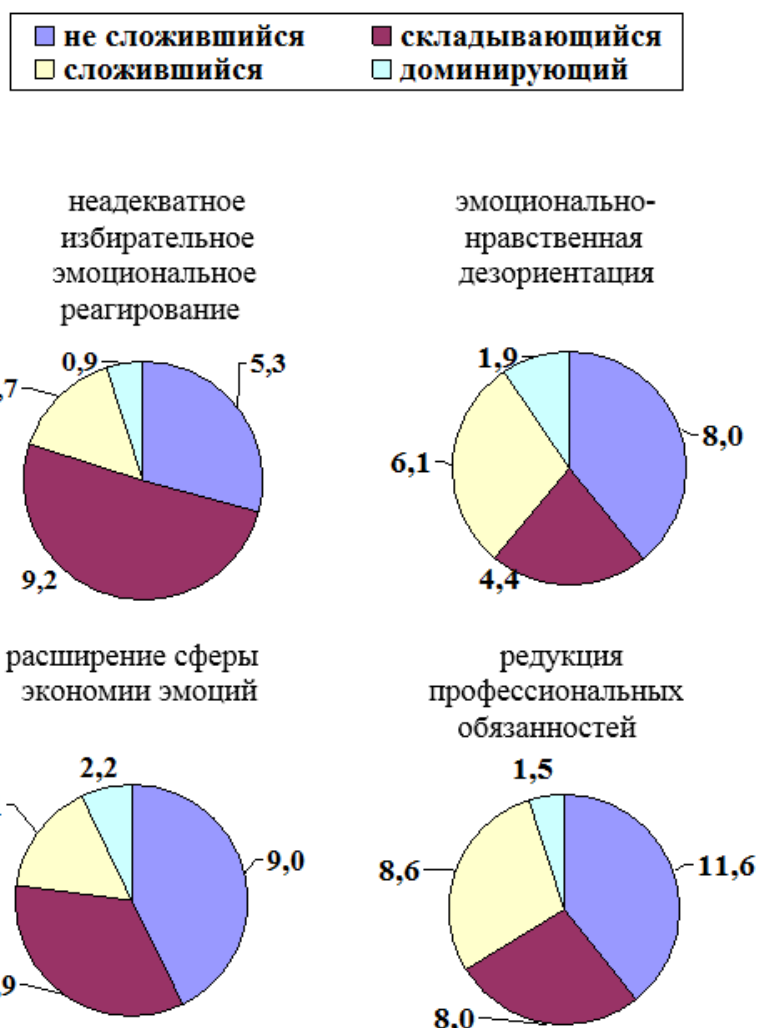 не сложившийся складывающийся
сложившийся доминирующий
неадекватное
избирательное
эмоциональное
реагирование
эмоционально-
нравственная
дезориентация
0,9
5,3
,7
9,2
1,9
8,0
6,1
4,4
расширение сферы
экономии эмоций
редукция
профессиональных
обязанностей
2,2
9,0
,9
1,5
11,6
8,6
8,0